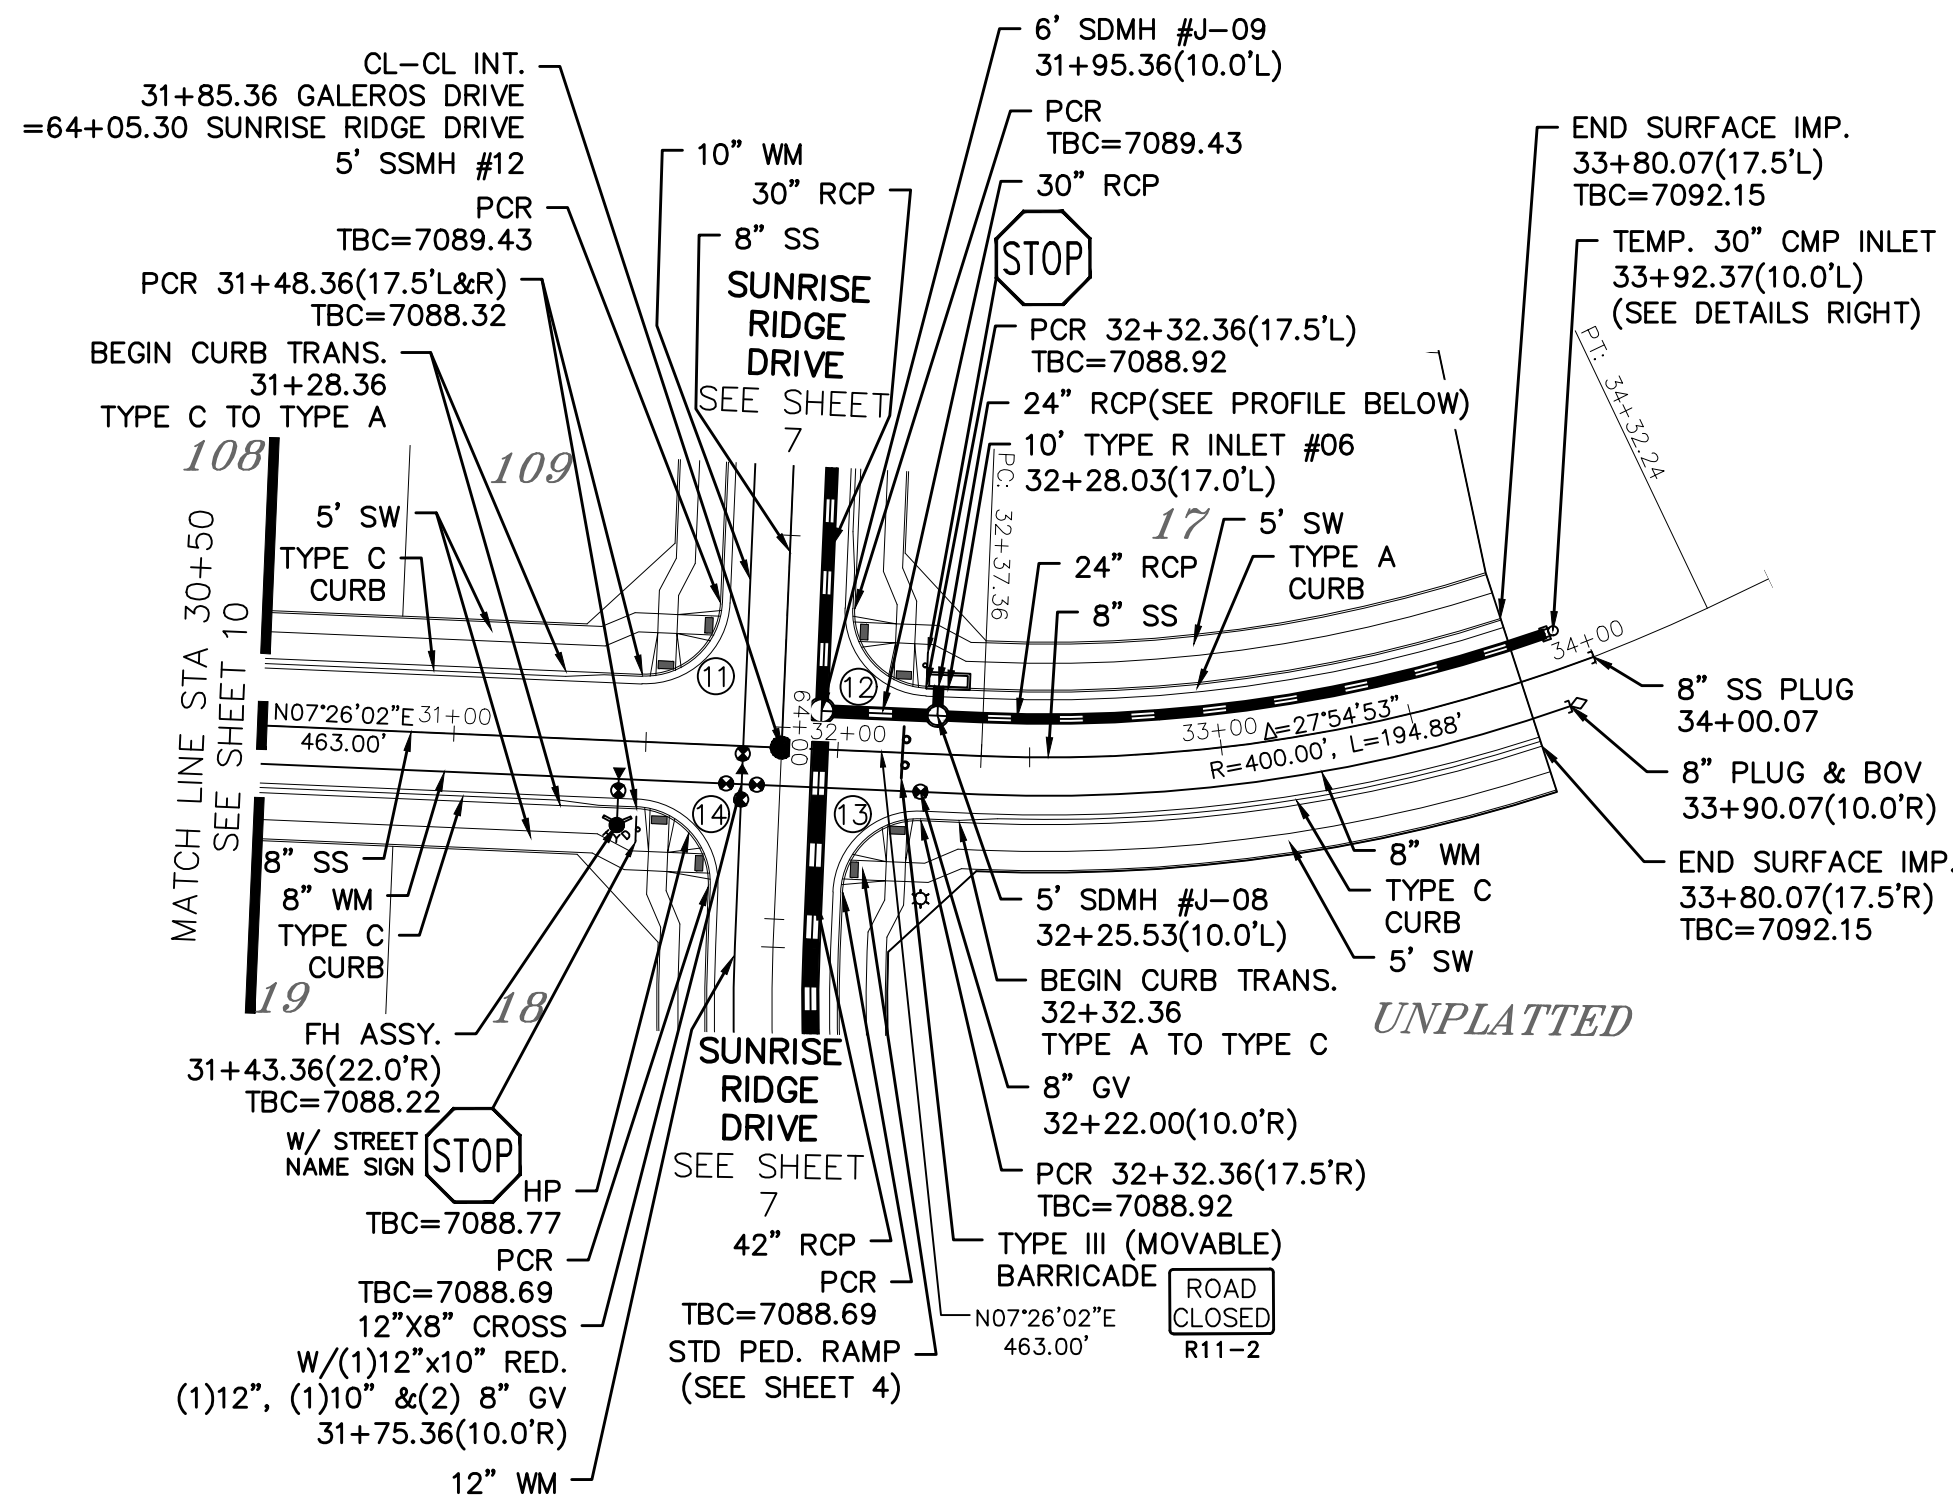 CL-CL INT.
31+85.36 GALEROS DRIVE
=64+05.30 SUNRISE RIDGE DRIVE
5' SSMH #12
PCR
TBC=7089.43
PCR 31+48.36(17.5'L&R)
TBC=7088.32
BEGIN CURB TRANS.
31+28.36
TYPE C TO TYPE A
10" WM
30" RCP
8" SS
SUNRISE
RIDGE
DRIVE
SEE SHEET
7
6' SDMH #J-09
31+95.36(10.0'L)
PCR
TBC=7089.43
30" RCP
STOP
PCR 32+32.36(17.5'L)
TBC=7088.92
24" RCP(SEE PROFILE BELOW)
10' TYPE R INLET #06
32+28.03(17.0'L)
END SURFACE IMP.
33+80.07(17.5'L)
TBC=7092.15
TEMP. 30" CMP INLET
33+92.37(10.0'L)
(SEE DETAILS RIGHT)
PT: 34+32.24
PC: 32+37.36
108
109
17
5' SW
TYPE C
CURB
MATCH LINE STA 30+50
SEE SHEET 10
5' SW
TYPE A
CURB
24" RCP
8" SS
11
12
13
14
N07°26'02"E
463.00'
31+00
64+00
32+00
33+00
34+00
Δ=27°54'53"
R=400.00', L=194.88'
8" SS PLUG
34+00.07
8" PLUG & BOV
33+90.07(10.0'R)
END SURFACE IMP.
33+80.07(17.5'R)
TBC=7092.15
8" SS
8" WM
TYPE C
CURB
19
18
8" WM
TYPE C
CURB
5' SW
UNPLATTED
5' SDMH #J-08
32+25.53(10.0'L)
BEGIN CURB TRANS.
32+32.36
TYPE A TO TYPE C
8" GV
32+22.00(10.0'R)
PCR 32+32.36(17.5'R)
TBC=7088.92
TYPE III (MOVABLE)
BARRICADE
ROAD
CLOSED
R11-2
N07°26'02"E
463.00'
FH ASSY.
31+43.36(22.0'R)
TBC=7088.22
W/ STREET
NAME SIGN
STOP
HP
TBC=7088.77
PCR
TBC=7088.69
12"X8" CROSS
W/(1)12"x10" RED.
(1)12", (1)10" &(2) 8" GV
31+75.36(10.0'R)
12" WM
SUNRISE
RIDGE
DRIVE
SEE SHEET
7
42" RCP
PCR
TBC=7088.69
STD PED. RAMP
(SEE SHEET 4)